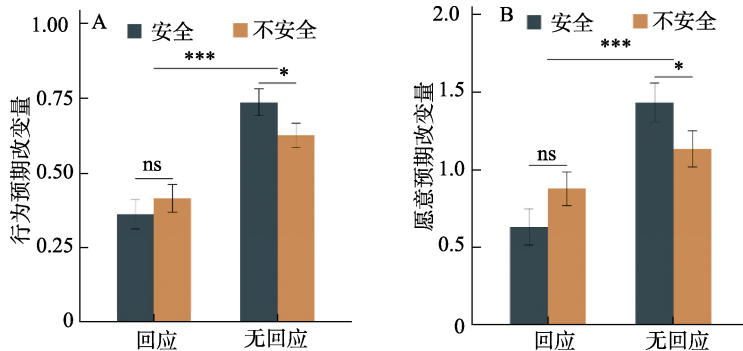 A
安全 不安全
1.00
0.75
0.50
0.25
0
行为预期改变量
***
*
ns
回应 无回应
B
安全 不安全
2.0
1.5
1.0
0.5
0
愿意预期改变量
***
*
ns
回应 无回应